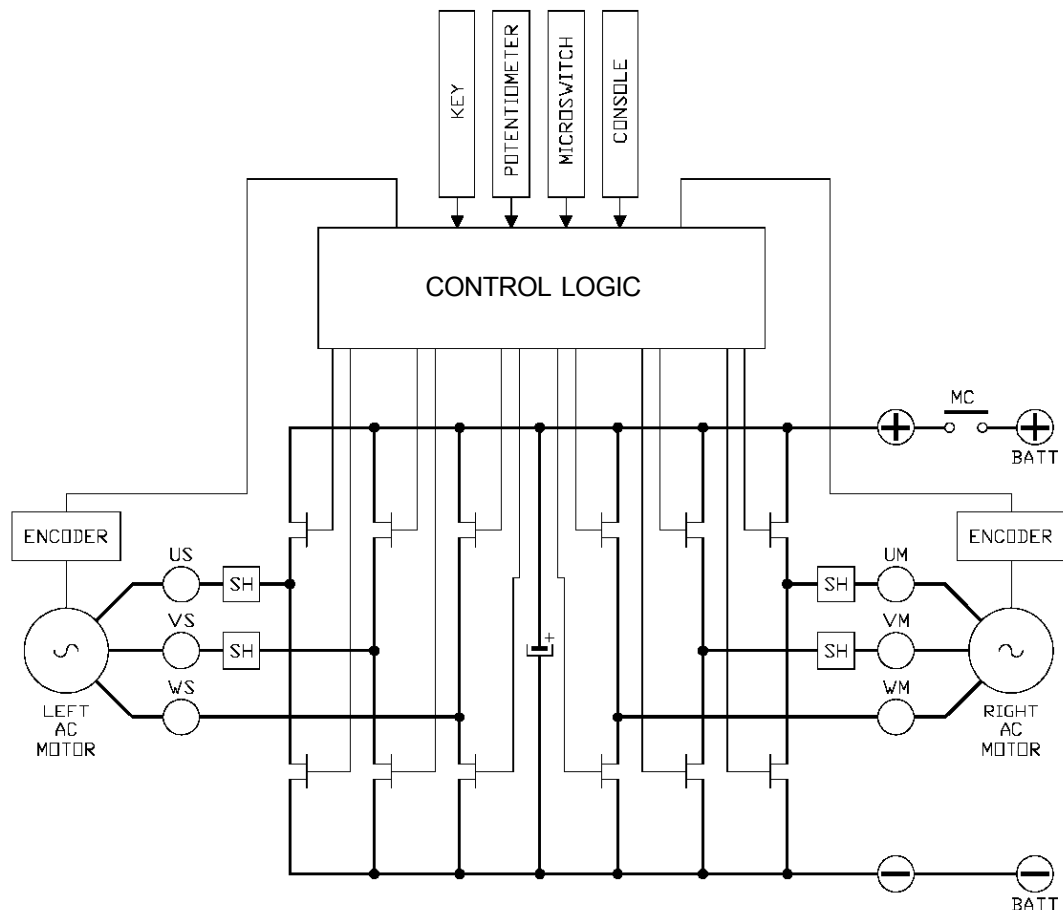 KEY
POTENTIOMETER
MICROSWITCH
CONSOLE
CONTROL LOGIC
MC
BATT
ENCODER
ENCODER
US
SH
SH
UM
VS
SH
SH
VM
WS
WM
LEFT
AC
MOTOR
RIGHT
AC
MOTOR
BATT